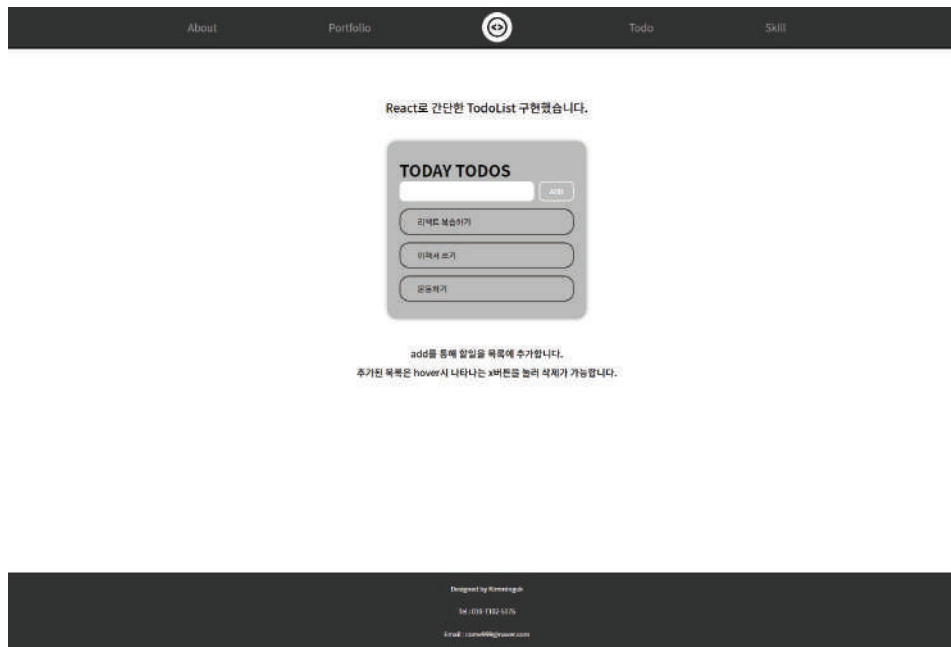 About Portfolio Todo Skill
React로 간단한 TodoList 구현했습니다.
TODAY TODOS
ADD
리액트 복습하기
이력서 쓰기
운동하기
add를 통해 할일을 목록에 추가합니다.
추가된 목록은 hover시 나타나는 x버튼을 눌러 삭제가 가능합니다.
Designed by
Tel :
Email :